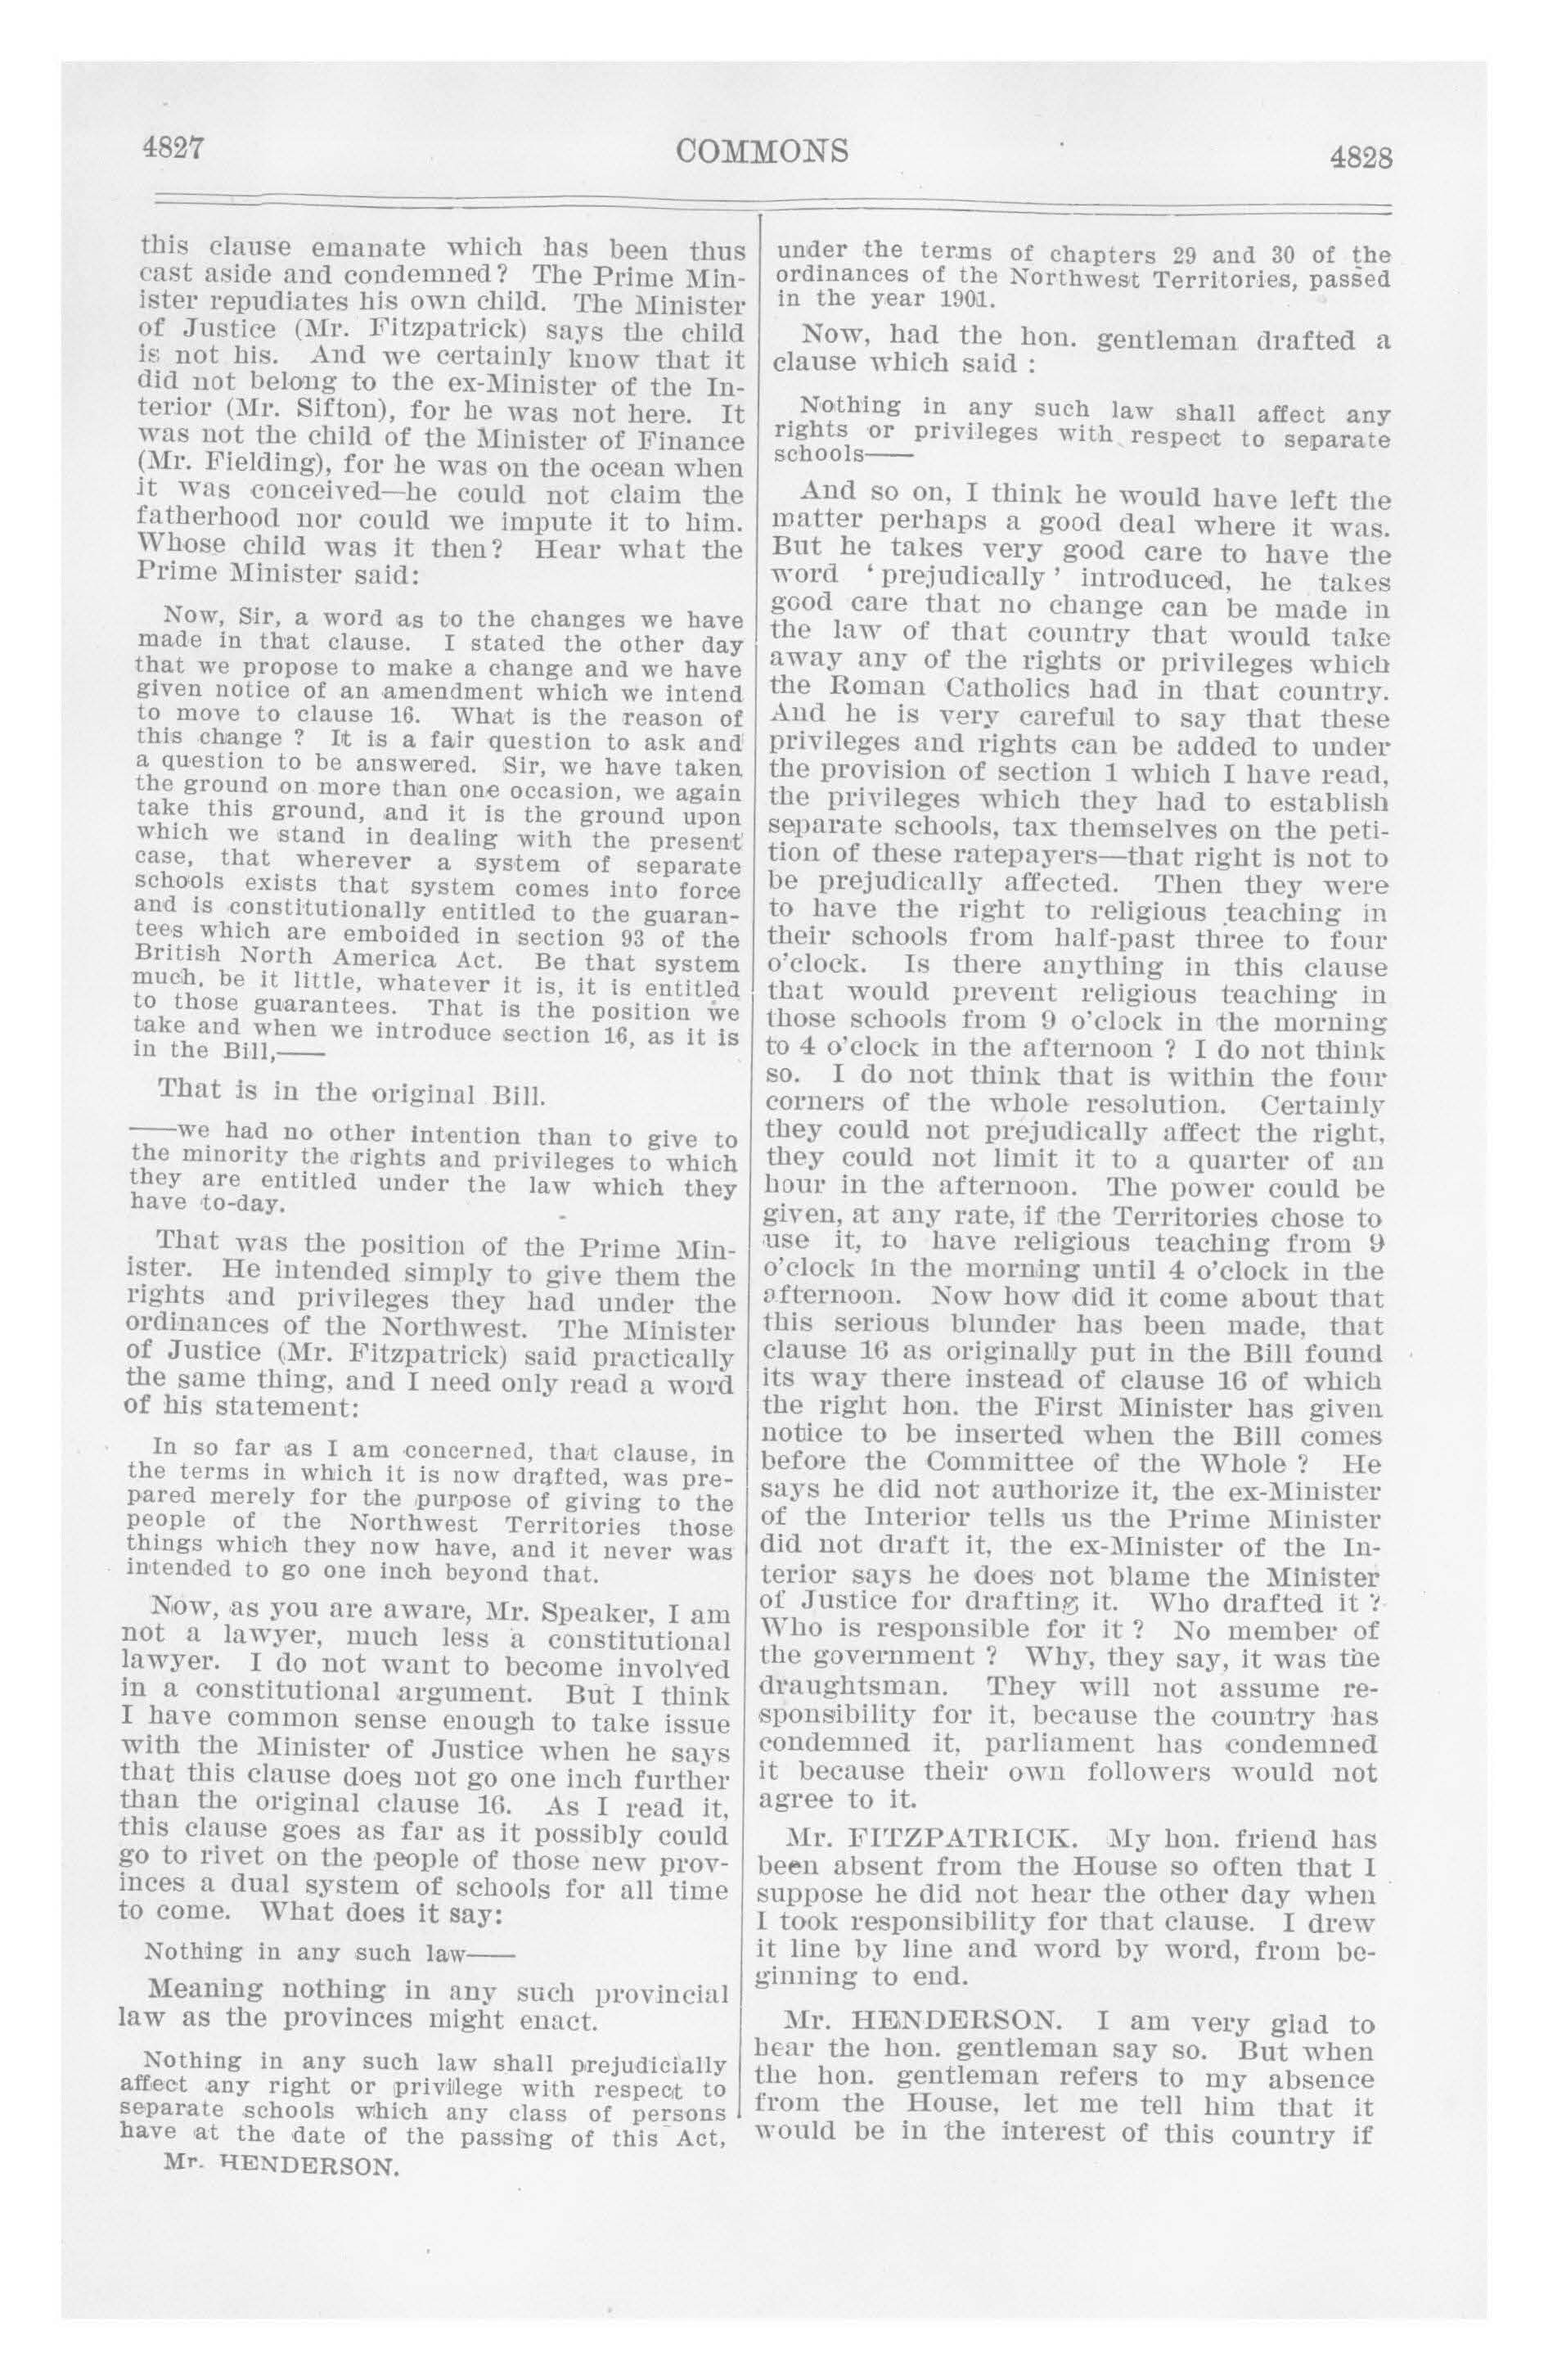 4827
COMMONS
4828
this clause emanate which has been thus
cast aside and condemned? The Prime Min-
ister repudiates his own child. The Minister
of Justice (Mr. Fitzpatrick) says the child
is not his. And we certainly know that it
did not belong to the ex-Minister of the In-
terior (Mr. Sifton), for he was not here. It
was not the child of the Minister of Finance
(Mr. Fielding), for he was on the ocean when
it was conceived—he could not claim the
fatherhood nor could we impute it to him.
Whose child was it then? Hear what the
Prime Minister said:
Now, Sir, a word as to the changes we have
made in that clause. I stated the other day
that we propose to make a change and we have
given notice of an amendment which we intend
to move to clause 16. What is the reason of
this change ? It is a fair question to ask and
a question to be answered. Sir, we have taken
the ground on more than one occasion, we again
take this ground, and it is the ground upon
which we stand in dealing with the present
case, that wherever a system of separate
schools exists that system comes into force
and is constitutionally entitled to the guaran-
tees which are emboided in section 93 of the
British North America Act. Be that system
much, be it little, whatever it is, it is entitled
to those guarantees. That is the position we
take and when we introduce section 16, as it is
in the Bill,——
That is in the original Bill.
——we had no other intention than to give to
the minority the rights and privileges to which
they are entitled under the law which they
have to-day.
That was the position of the Prime Min-
ister. He intended simply to give them the
rights and privileges they had under the
ordinances of the Northwest. The Minister
of Justice (Mr. Fitzpatrick) said practically
the same thing, and I need only read a word
of his statement:
In so far as I am concerned, that clause, in
the terms in which it is now drafted, was pre-
pared merely for the purpose of giving to the
people of the Northwest Territories those
things which they now have, and it never was
intended to go one inch beyond that.
Now, as you are aware, Mr. Speaker, I am
not a lawyer, much less a constitutional
lawyer. I do not want to become involved
in a constitutional argument. But I think
I have common sense enough to take issue
with the Minister of Justice when he says
that this clause does not go one inch further
than the original clause 16. As I read it,
this clause goes as far as it possibly could
go to rivet on the people of those new prov-
inces a dual system of schools for all time
to come. What does it say:
Nothing in any such law——
Meaning nothing in any such provincial
law as the provinces might enact.
Nothing in any such law shall prejudicially
affect any right or privilege with respect to
separate schools which any class of persons
have at the date of the passing of this Act,
Mr. HENDERSON.
under the terms of chapters 29 and 30 of the
ordinances of the Northwest Territories, passed
in the year 1901.
Now, had the hon. gentleman drafted a
clause which said :
Nothing in any such law shall affect any
rights or privileges with respect to separate
schools——
And so on, I think he would have left the
matter perhaps a good deal where it was.
But he takes very good care to have the
word ' prejudically ' introduced, he takes
good care that no change can be made in
the law of that country that would take
away any of the rights or privileges which
the Roman Catholics had in that country.
And he is very careful to say that these
privileges and rights can be added to under
the provision of section 1 which I have read,
the privileges which they had to establish
separate schools, tax themselves on the peti-
tion of these ratepayers—that right is not to
be prejudically affected. Then they were
to have the right to religious teaching in
their schools from half-past three to four
o'clock. Is there anything in this clause
that would prevent religious teaching in
those schools from 9 o'clock in the morning
to 4 o'clock in the afternoon ? I do not think
so. I do not think that is within the four
corners of the whole resolution. Certainly
they could not prejudically affect the right,
they could not limit it to a quarter of an
hour in the afternoon. The power could be
given, at any rate, if the Territories chose to
use it, to have religious teaching from 9
o'clock in the morning until 4 o'clock in the
afternoon. Now how did it come about that
this serious blunder has been made, that
clause 16 as originally put in the Bill found
its way there instead of clause 16 of which
the right hon. the First Minister has given
notice to be inserted when the Bill comes
before the Committee of the Whole ? He
says he did not authorize it, the ex-Minister
of the Interior tells us the Prime Minister
did not draft it, the ex-Minister of the In-
terior says he does not blame the Minister
of Justice for drafting it. Who drafted it ?
Who is responsible for it ? No member of
the government ? Why, they say, it was the
draughtsman. They will not assume re-
sponsibility for it, because the country has
condemned it, parliament has condemned
it because their own followers would not
agree to it.
Mr. FITZPATRICK. My hon. friend has
been absent from the House so often that I
suppose he did not hear the other day when
I took responsibility for that clause. I drew
it line by line and word by word, from be-
ginning to end.
Mr. HENDERSON. I am very glad to
hear the hon. gentleman say so. But when
the hon. gentleman refers to my absence
from the House, let me tell him that it
would be in the interest of this country if